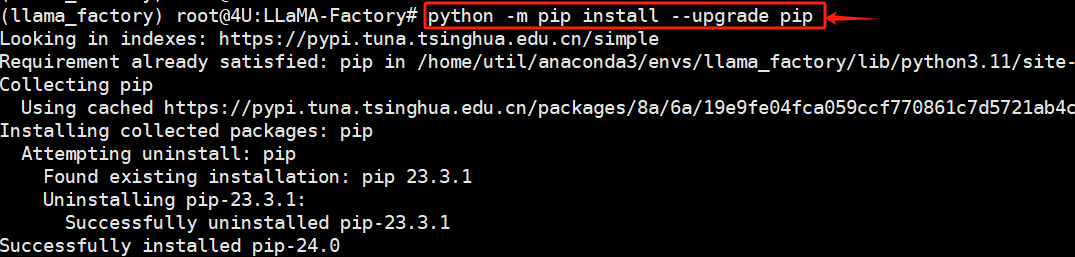 (llama_factory) root@4U:LLaMA-Factory# python -m pip install --upgrade pip
Looking in indexes: https://pypi.tuna.tsinghua.edu.cn/simple
Requirement already satisfied: pip in /home/util/anaconda3/envs/llama_factory/lib/python3.11/site-
Collecting pip
  Using cached https://pypi.tuna.tsinghua.edu.cn/packages/8a/6a/19e9fe04fca059ccf770861c7d5721ab4c
Installing collected packages: pip
  Attempting uninstall: pip
    Found existing installation: pip 23.3.1
    Uninstalling pip-23.3.1:
      Successfully uninstalled pip-23.3.1
Successfully installed pip-24.0